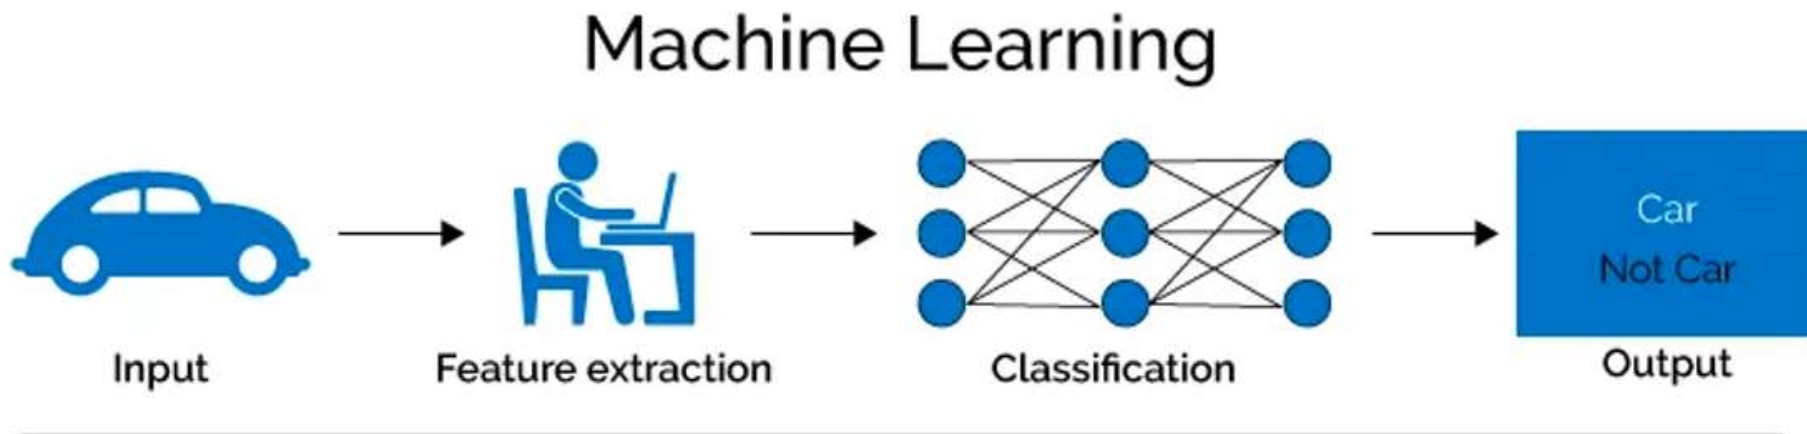 Machine Learning
Car
Not Car
Input
Feature extraction
Classification
Output